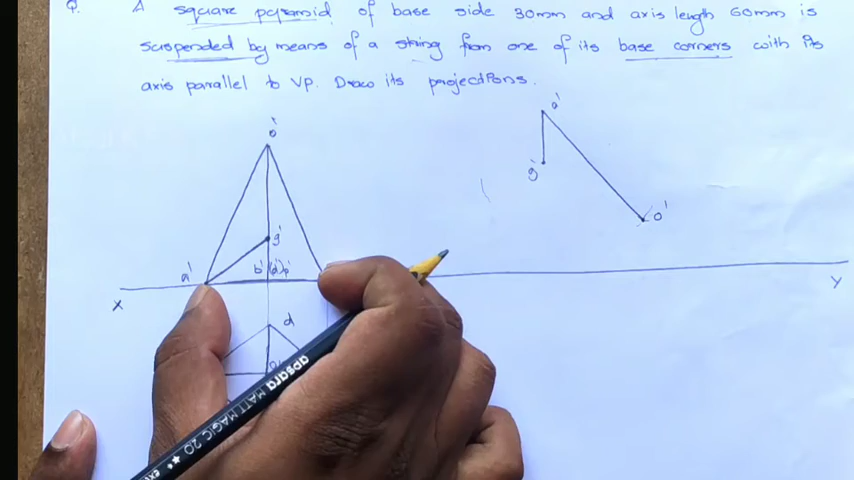 Q. A square pyramid of base side 30mm and axis length 60mm is
suspended by means of a string from one of its base corners with its
axis parallel to VP. Draw its projections.
a'
o'
g'
o'
g'
a' b'(d')p'
X Y
d
apsara MATT MAGIC 2.0